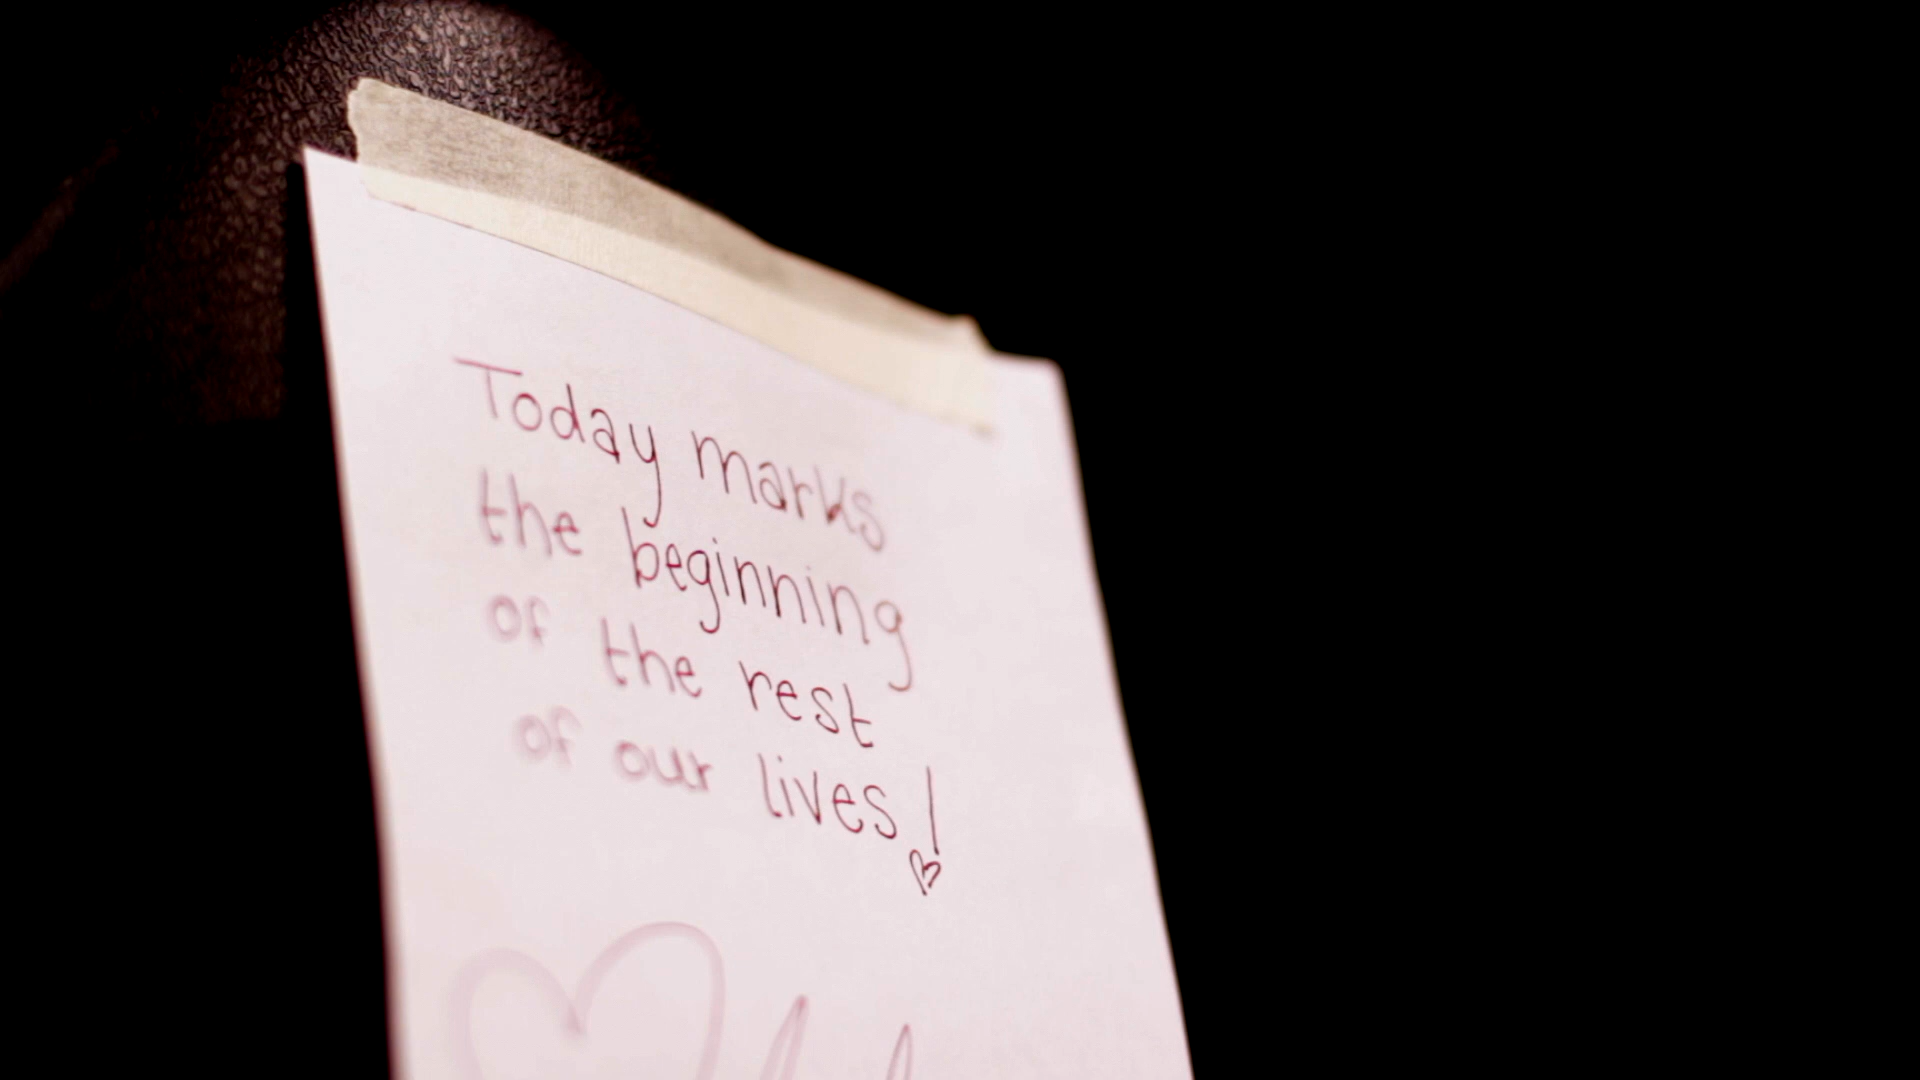 Today marks
the beginning
of the rest
of our lives!